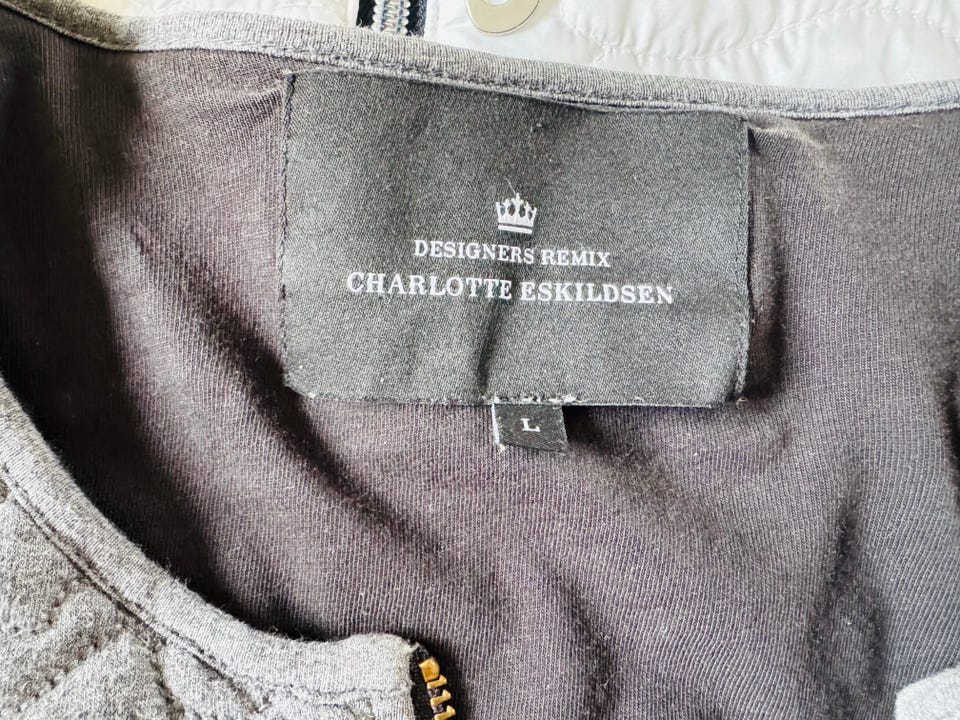 DESIGNERS REMIX
CHARLOTTE ESKILDSEN
L